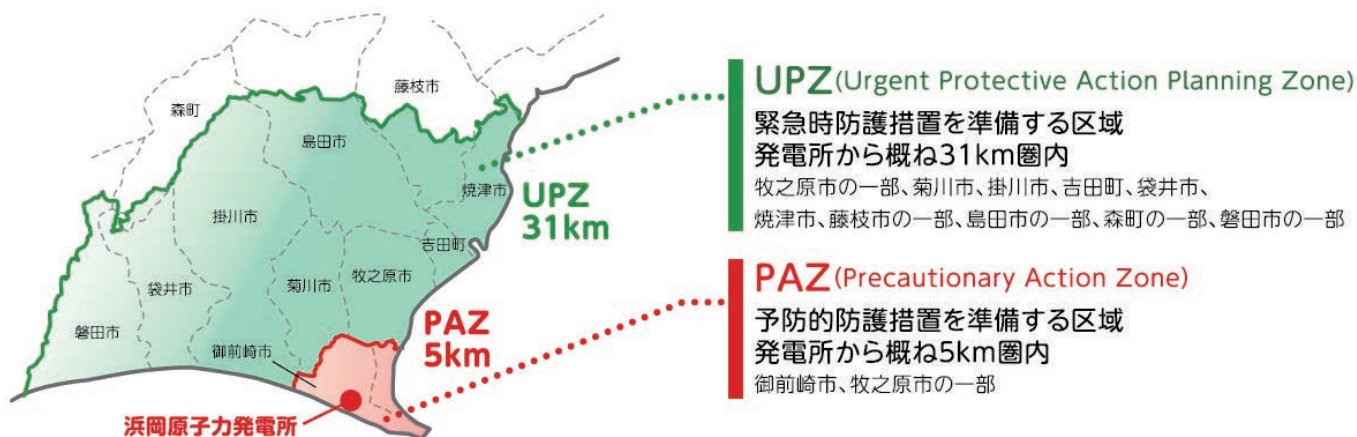 森町
藤枝市
島田市
焼津市
UPZ
31km
掛川市
吉田町
袋井市
菊川市
牧之原市
磐田市
PAZ
5km
御前崎市
浜岡原子力発電所
UPZ(Urgent Protective Action Planning Zone)
緊急時防護措置を準備する区域
発電所から概ね31km圏内
牧之原市の一部、菊川市、掛川市、吉田町、袋井市、
焼津市、藤枝市の一部、島田市の一部、森町の一部、磐田市の一部
PAZ(Precautionary Action Zone)
予防的防護措置を準備する区域
発電所から概ね5km圏内
御前崎市、牧之原市の一部